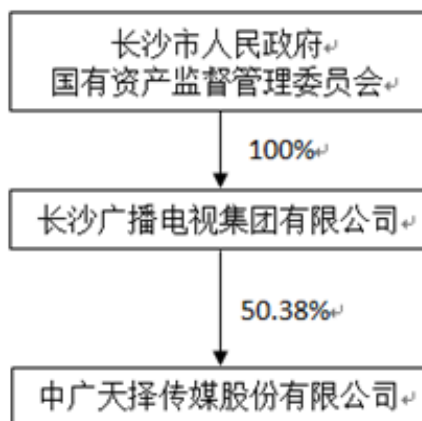 长沙市人民政府
国有资产监督管理委员会
100%
长沙广播电视集团有限公司
50.38%
中广天择传媒股份有限公司